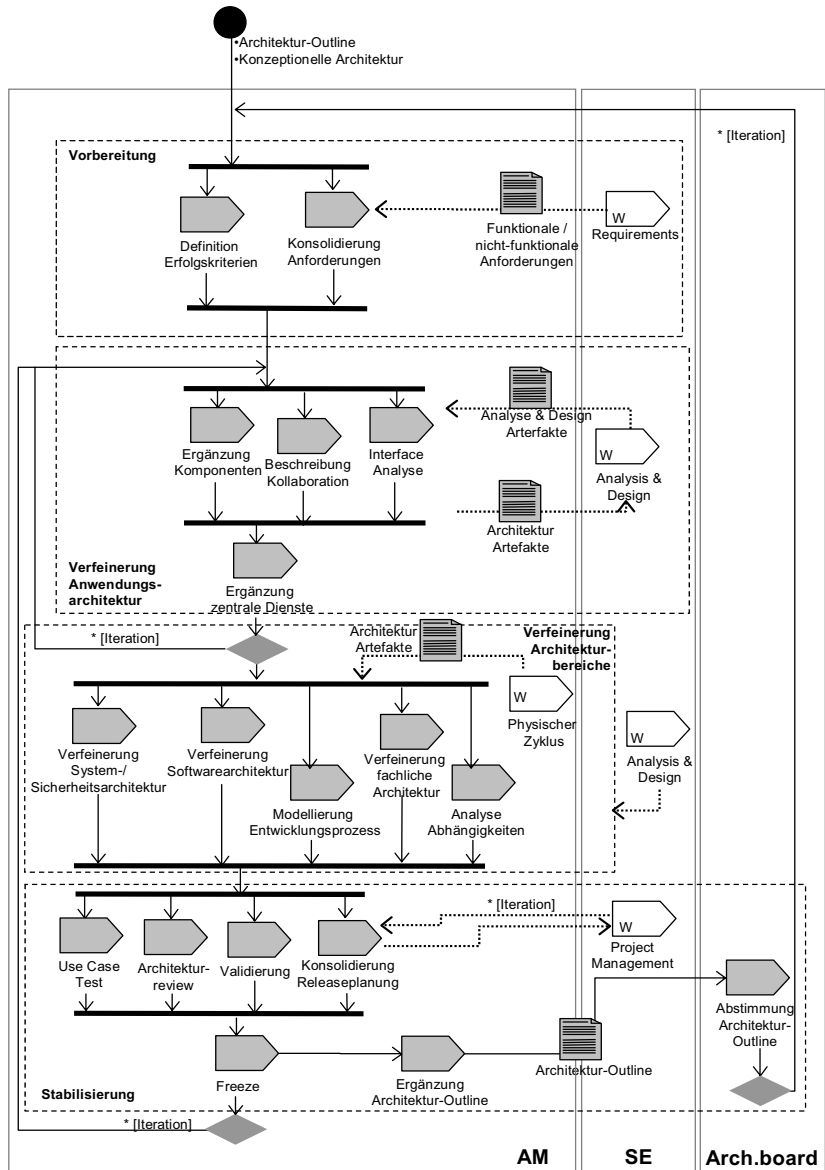 •Architektur-Outline
•Konzeptionelle Architektur
* [Iteration]
Vorbereitung
Definition
Erfolgskriterien
Konsolidierung
Anforderungen
Funktionale /
nicht-funktionale
Anforderungen
W
Requirements
Ergänzung
Komponenten
Beschreibung
Kollaboration
Interface
Analyse
Analyse & Design
Arterfakte
W
Analysis &
Design
Architektur
Artefakte
Ergänzung
zentrale Dienste
Verfeinerung
Anwendungs-
architektur
* [Iteration]
Architektur
Artefakte
Verfeinerung
Architektur-
bereiche
W
Physischer
Zyklus
W
Analysis &
Design
Verfeinerung
System-/
Sicherheitsarchitektur
Verfeinerung
Softwarearchitektur
Modellierung
Entwicklungsprozess
Verfeinerung
fachliche
Architektur
Analyse
Abhängigkeiten
* [Iteration]
Use Case
Test
Architektur-
review
Validierung
Konsolidierung
Releaseplanung
W
Project
Management
Abstimmung
Architektur-
Outline
Freeze
Ergänzung
Architektur-Outline
Architektur-Outline
Stabilisierung
* [Iteration]
AM
SE
Arch.board